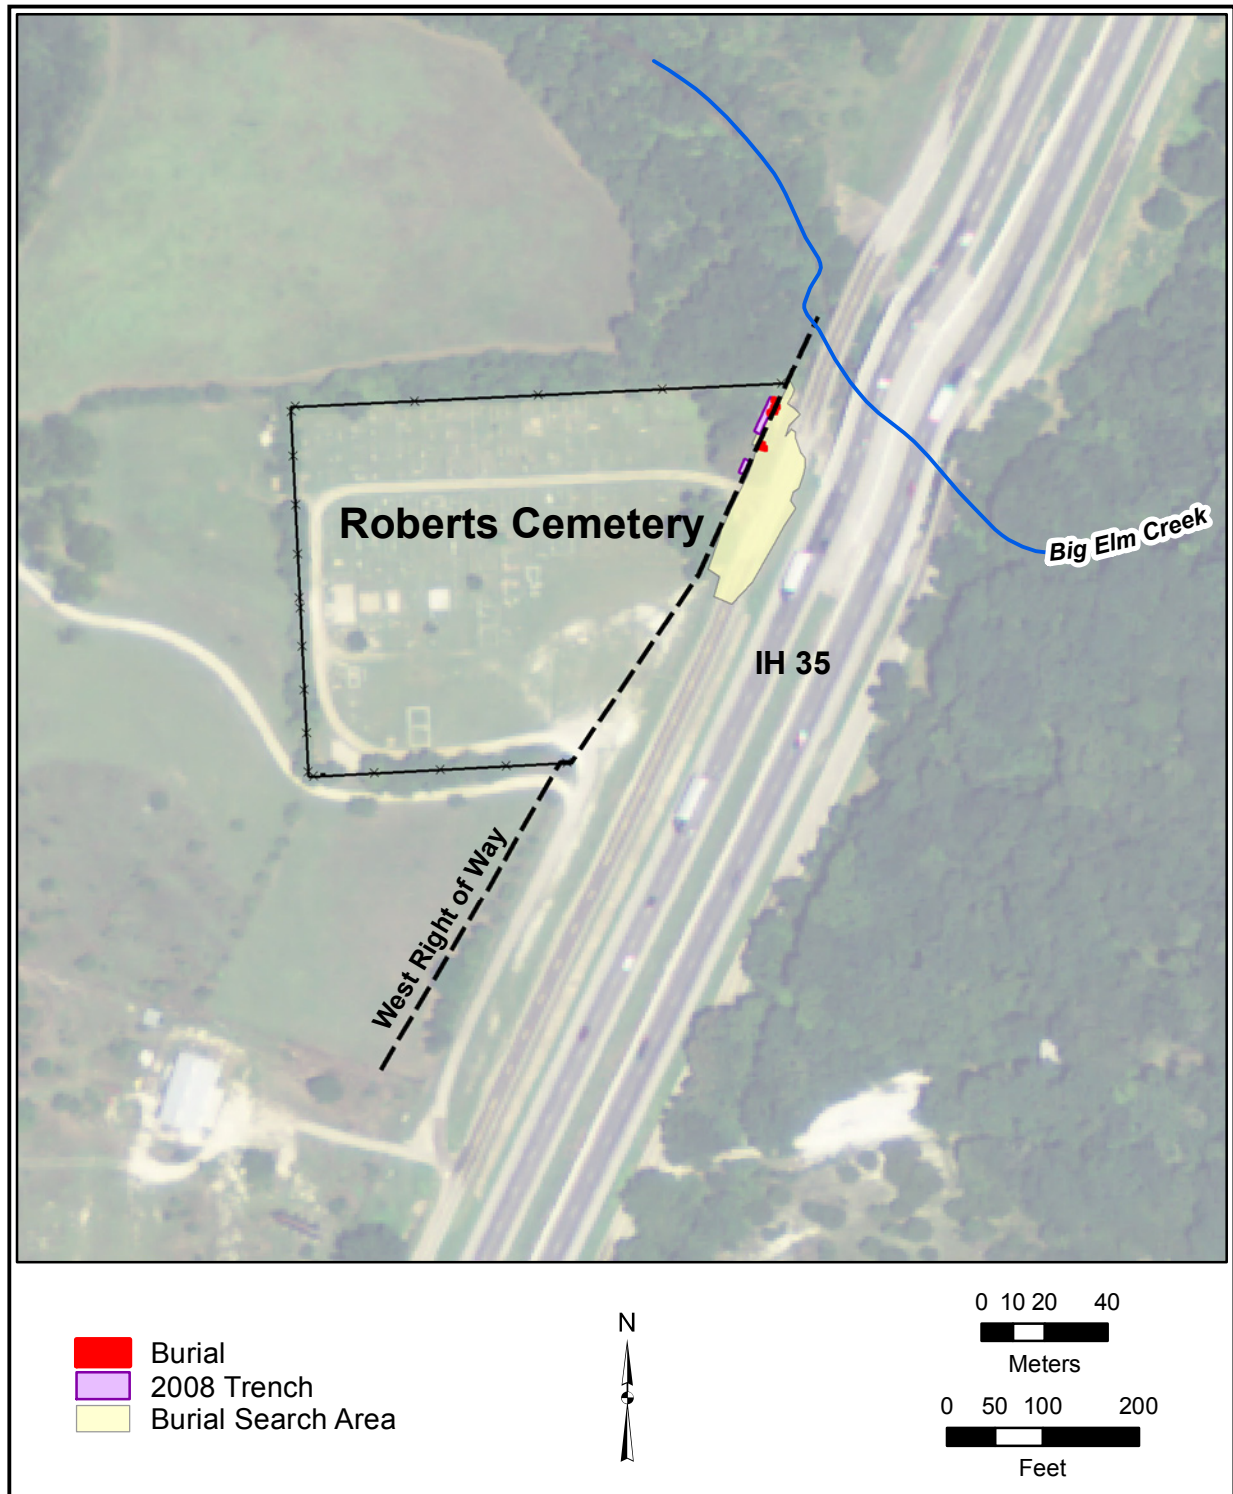 Roberts Cemetery
Big Elm Creek
IH 35
West Right of Way
Burial
2008 Trench
Burial Search Area
N
0 10 20 40
Meters
0 50 100 200
Feet